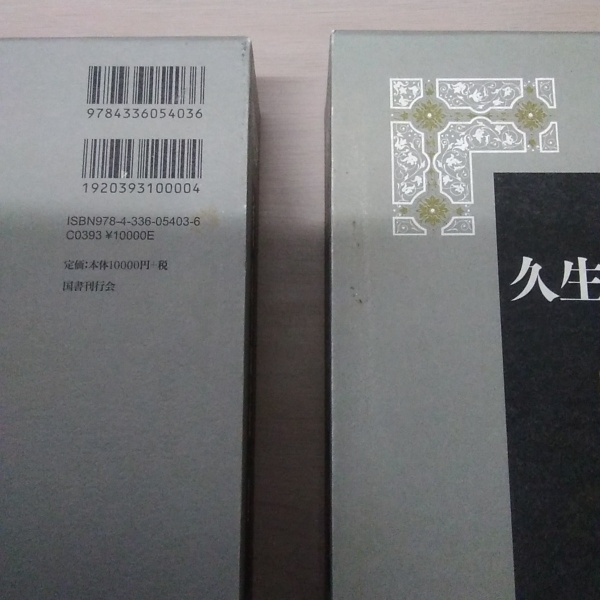 9784336054036
1920393100004
ISBN978-4-336-05403-6
C0393 ¥10000E
定価：本体10000円+税
国書刊行会
久生